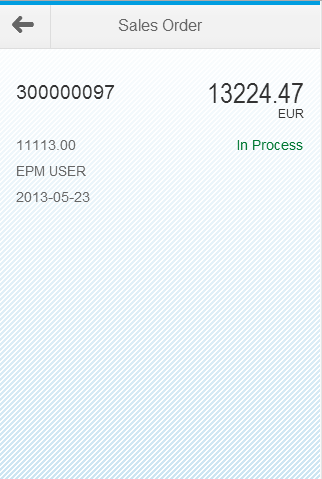 Sales Order
300000097 13224.47
EUR
11113.00 In Process
EPM USER
2013-05-23